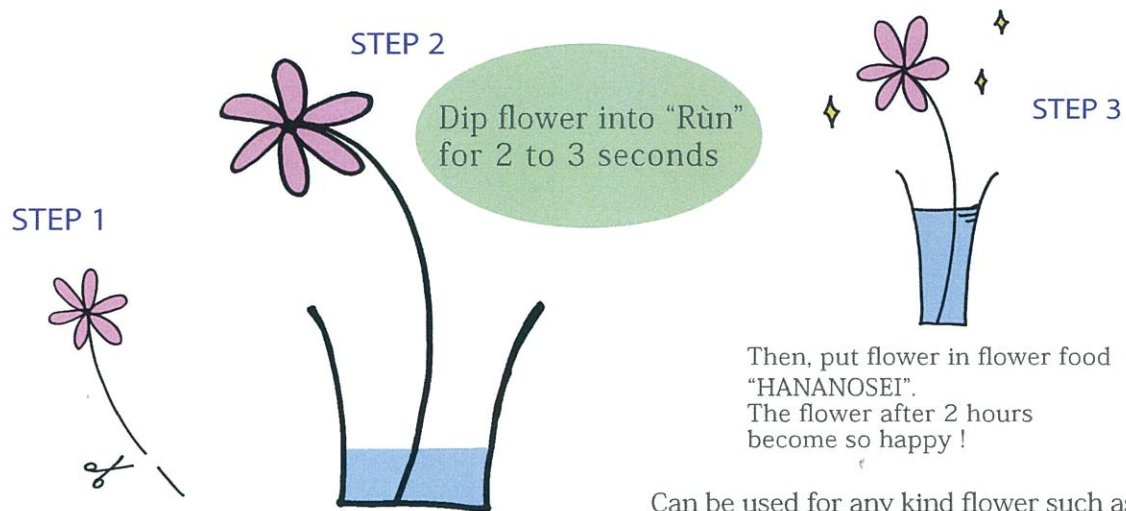 STEP 1
STEP 2
Dip flower into “Rùn”
for 2 to 3 seconds
STEP 3
Then, put flower in flower food
“HANANOSEI”.
The flower after 2 hours
become so happy !
Can be used for any kind flower such as